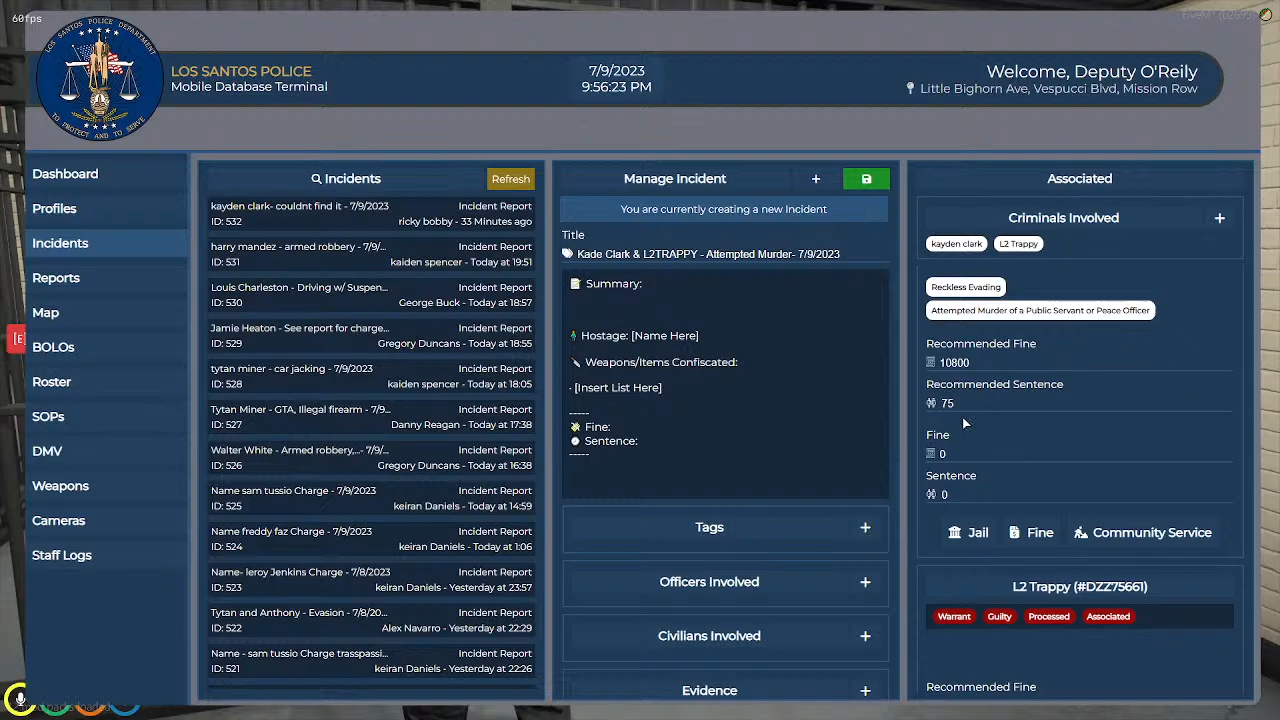 60fps
LOS SANTOS POLICE DEPARTMENT
TO PROTECT AND TO SERVE
LOS SANTOS POLICE
Mobile Database Terminal
7/9/2023
9:56:23 PM
Welcome, Deputy O'Reily
Little Bighorn Ave, Vespucci Blvd, Mission Row
Dashboard
Profiles
Incidents
Reports
Map
BOLOs
Roster
SOPs
DMV
Weapons
Cameras
Staff Logs
[E]
Incidents
Refresh
kayden clark- couldnt find it - 7/9/2023 Incident Report
ID: 532 ricky bobby - 33 Minutes ago
harry mandez - armed robbery - 7/9/... Incident Report
ID: 531 kaiden spencer - Today at 19:51
Louis Charleston - Driving w/ Suspen... Incident Report
ID: 530 George Buck - Today at 18:57
Jamie Heaton - See report for charge... Incident Report
ID: 529 Gregory Duncans - Today at 18:55
tytan miner - car jacking - 7/9/2023 Incident Report
ID: 528 kaiden spencer - Today at 18:05
Tytan Miner - GTA, Illegal firearm - 7/9... Incident Report
ID: 527 Danny Reagan - Today at 17:38
Walter White - Armed robbery,...- 7/9/... Incident Report
ID: 526 Gregory Duncans - Today at 16:38
Name sam tussio Charge - 7/9/2023 Incident Report
ID: 525 keiran Daniels - Today at 14:59
Name freddy faz Charge - 7/9/2023 Incident Report
ID: 524 keiran Daniels - Today at 1:06
Name- leroy Jenkins Charge - 7/8/2023 Incident Report
ID: 523 keiran Daniels - Yesterday at 23:57
Tytan and Anthony - Evasion - 7/8/20... Incident Report
ID: 522 Alex Navarro - Yesterday at 22:29
Name - sam tussio Charge trasspassi... Incident Report
ID: 521 keiran Daniels - Yesterday at 22:26
Manage Incident +
You are currently creating a new Incident
Title
Kade Clark & L2TRAPPY - Attempted Murder- 7/9/2023
Summary:
Hostage: [Name Here]
Weapons/Items Confiscated:
· [Insert List Here]
-----
Fine:
Sentence:
-----
Tags +
Officers Involved +
Civilians Involved +
Evidence +
Associated
Criminals Involved +
kayden clark L2 Trappy
Reckless Evading
Attempted Murder of a Public Servant or Peace Officer
Recommended Fine
10800
Recommended Sentence
75
Fine
0
Sentence
0
Jail Fine Community Service
L2 Trappy (#DZZ75661)
Warrant Guilty Processed Associated
Recommended Fine